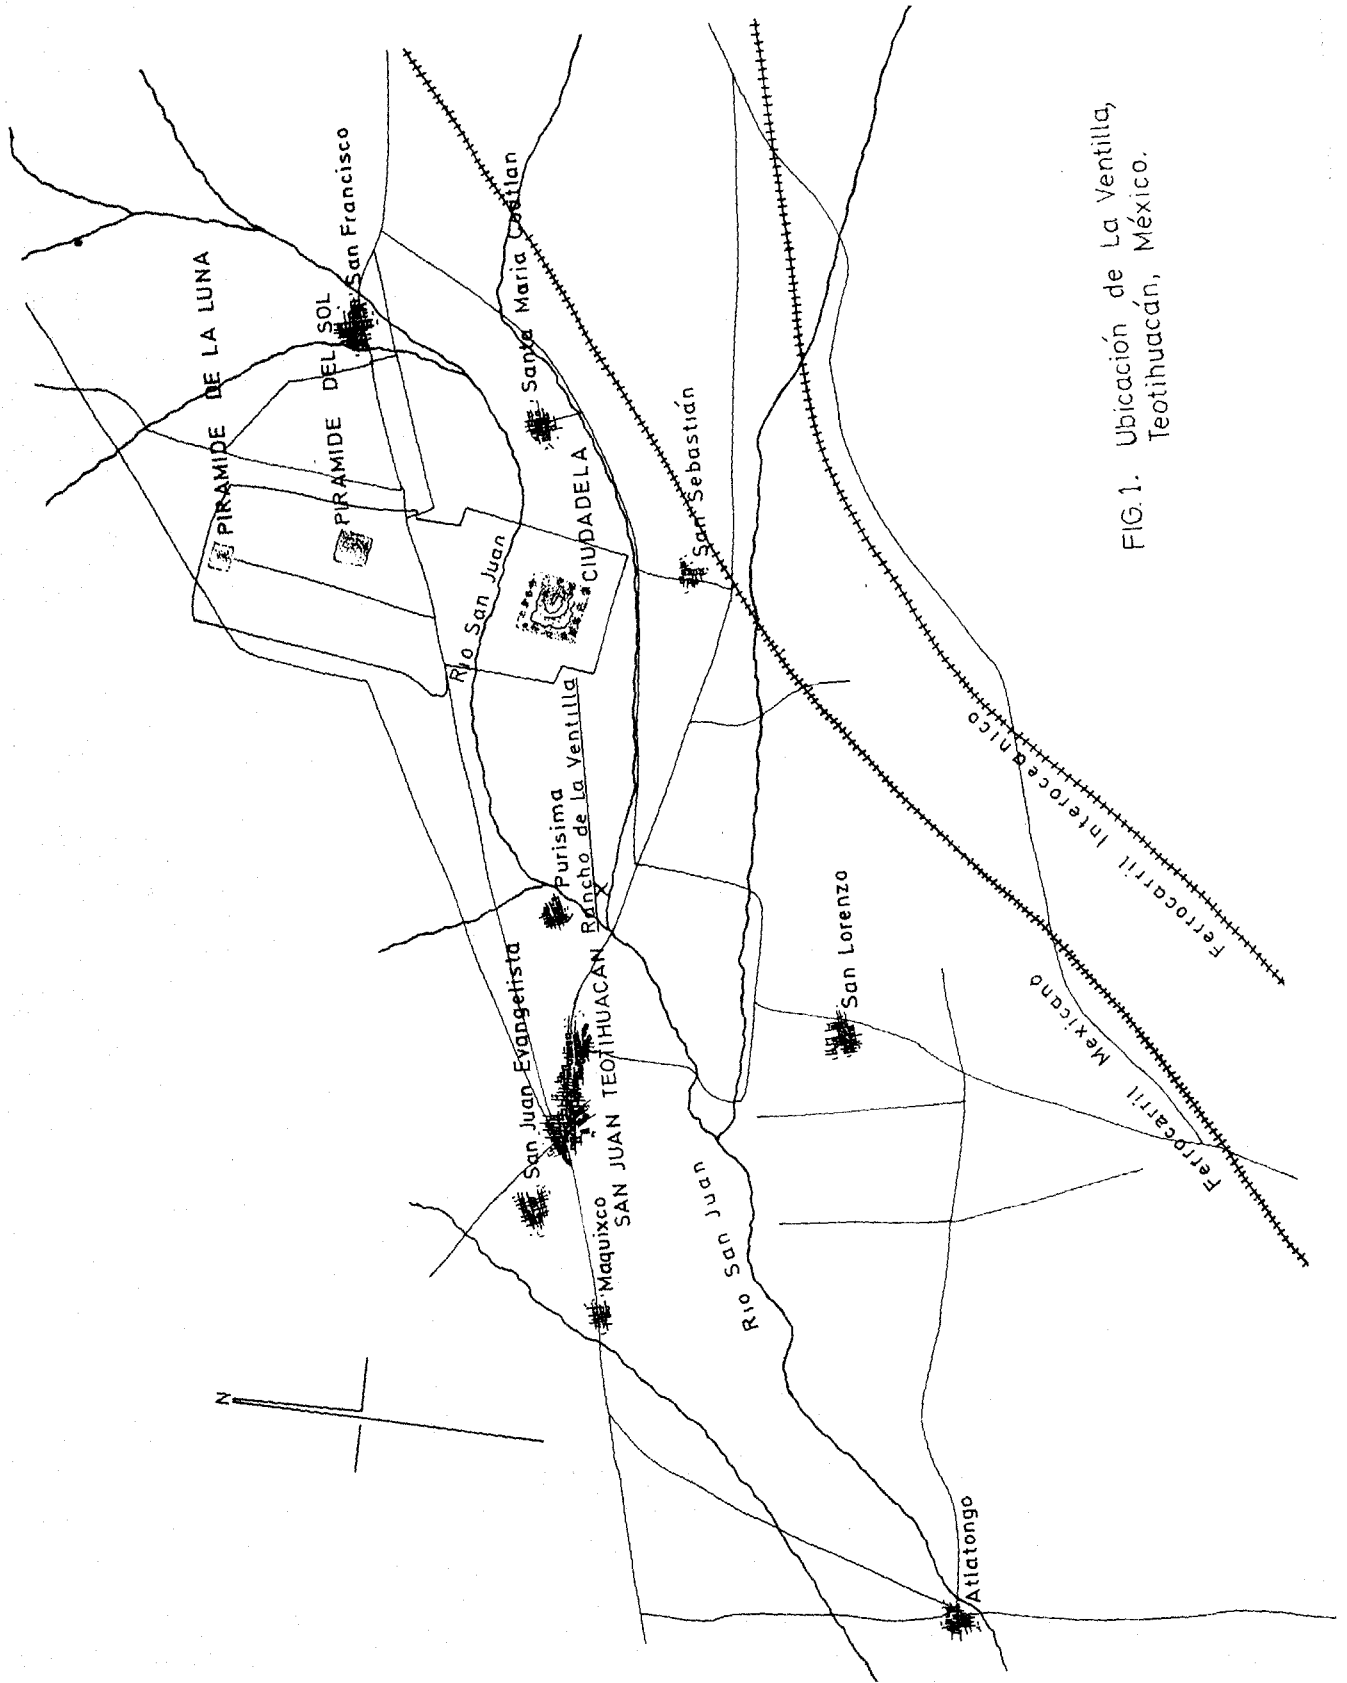 N
PIRAMIDE DE LA LUNA
PIRAMIDE DEL SOL
San Francisco
Rio San Juan
Santa Maria Coatlan
CIUDADELA
San Sebastián
San Juan Evangelista
Purisima
Rancho de La Ventilla
X
SAN JUAN TEOTIHUACAN
Maquixco
Rio San Juan
San Lorenzo
Atlatongo
Ferrocarril Mexicano
Ferrocarril Interoceanico
FIG. 1. Ubicación de La Ventilla,
Teotihuacán, México.